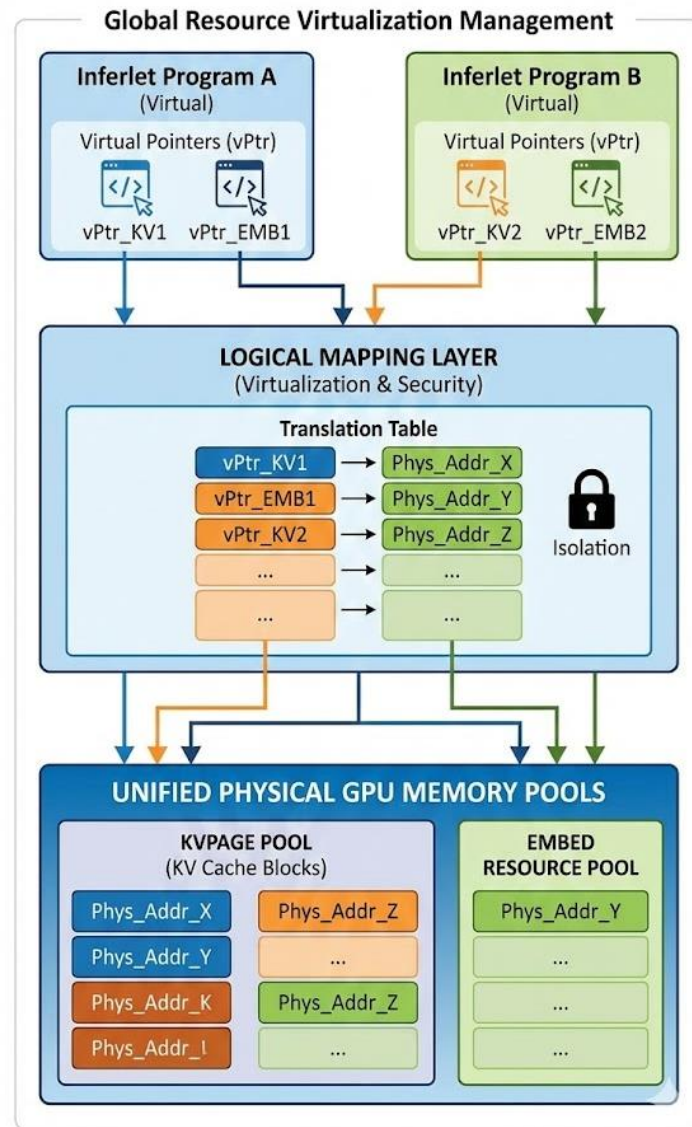 Global Resource Virtualization Management
Inferlet Program A
(Virtual)
Virtual Pointers (vPtr)
</>
</>
vPtr_KV1
vPtr_EMB1
Inferlet Program B
(Virtual)
Virtual Pointers (vPtr)
</>
</>
vPtr_KV2
vPtr_EMB2
LOGICAL MAPPING LAYER
(Virtualization & Security)
Translation Table
vPtr_KV1
Phys_Addr_X
vPtr_EMB1
Phys_Addr_Y
vPtr_KV2
Phys_Addr_Z
...
...
...
...
Isolation
UNIFIED PHYSICAL GPU MEMORY POOLS
KVPAGE POOL
(KV Cache Blocks)
Phys_Addr_X
Phys_Addr_Z
Phys_Addr_Y
...
Phys_Addr_K
Phys_Addr_Z
Phys_Addr_l
...
EMBED
RESOURCE POOL
Phys_Addr_Y
...
...
...